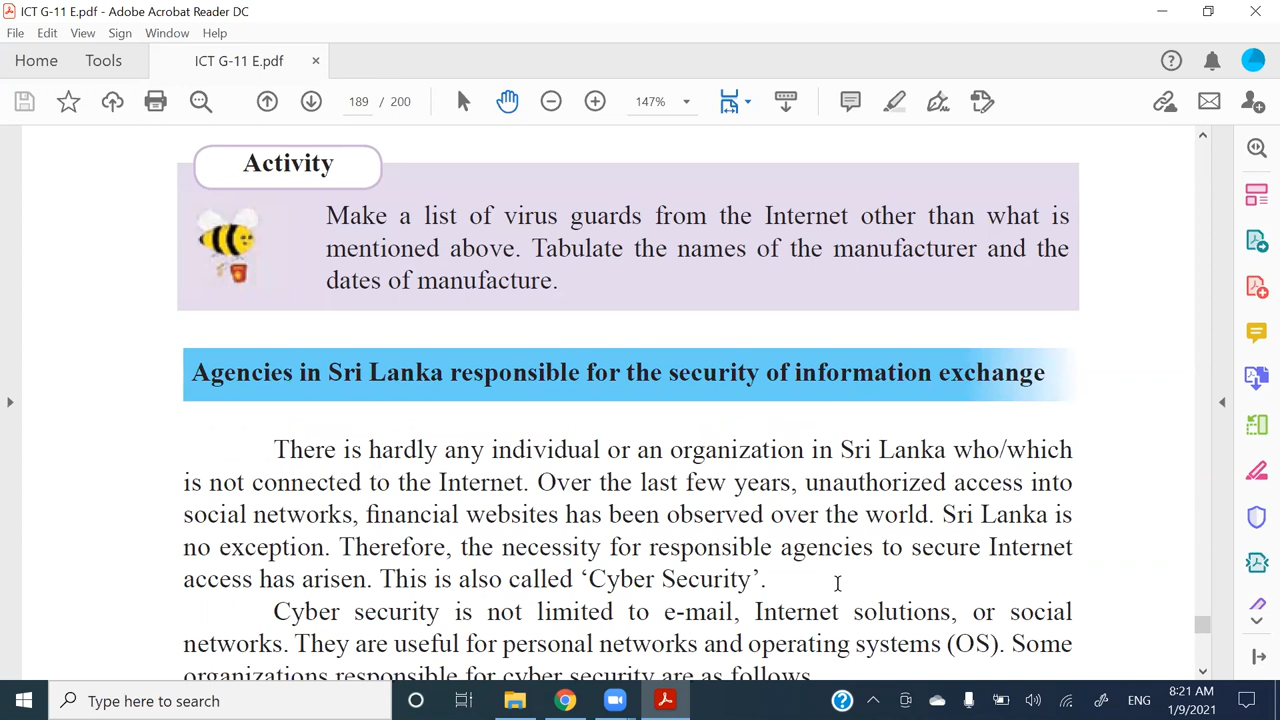 ICT G-11 E.pdf - Adobe Acrobat Reader DC
File Edit View Sign Window Help
Home Tools ICT G-11 E.pdf ×
189 / 200 147%
Activity
Make a list of virus guards from the Internet other than what is
mentioned above. Tabulate the names of the manufacturer and the
dates of manufacture.
Agencies in Sri Lanka responsible for the security of information exchange
There is hardly any individual or an organization in Sri Lanka who/which
is not connected to the Internet. Over the last few years, unauthorized access into
social networks, financial websites has been observed over the world. Sri Lanka is
no exception. Therefore, the necessity for responsible agencies to secure Internet
access has arisen. This is also called ‘Cyber Security’.
Cyber security is not limited to e-mail, Internet solutions, or social
networks. They are useful for personal networks and operating systems (OS). Some
organizations responsible for cyber security are as follows.
Type here to search
ENG
8:21 AM
1/9/2021